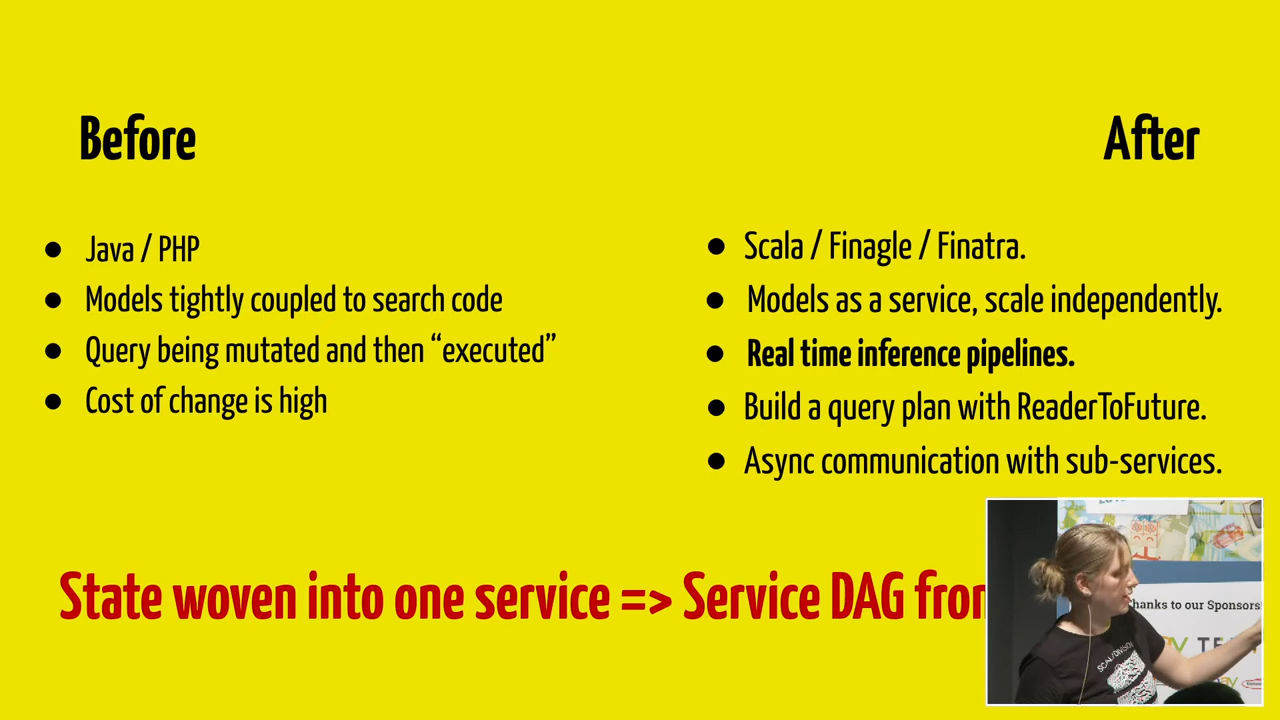 Before
After
Java / PHP
Models tightly coupled to search code
Query being mutated and then “executed”
Cost of change is high
Scala / Finagle / Finatra.
Models as a service, scale independently.
Real time inference pipelines.
Build a query plan with ReaderToFuture.
Async communication with sub-services.
State woven into one service => Service DAG
hanks to our Sponsors